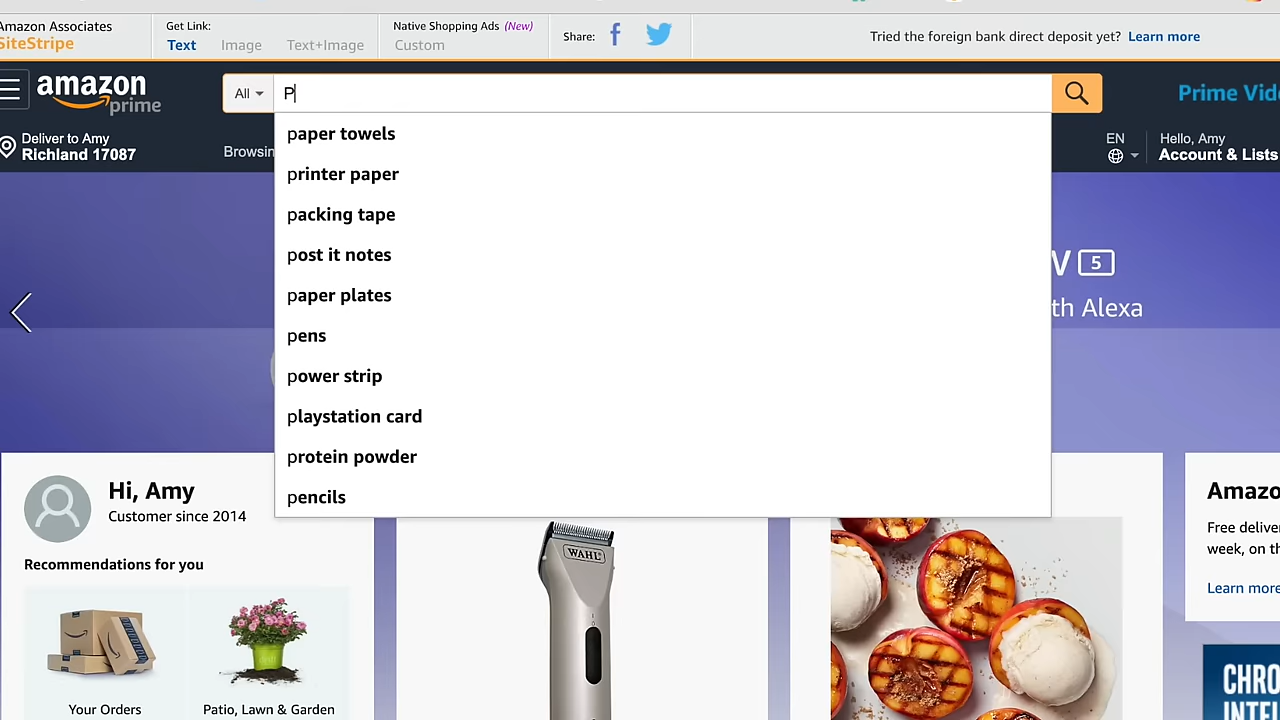 Amazon Associates
SiteStripe
Get Link:
Text Image Text+Image
Native Shopping Ads (New)
Custom
Share:
Tried the foreign bank direct deposit yet? Learn more
amazon
prime
All
P
Prime Vid
Deliver to Amy
Richland 17087
Browsin
EN
Hello, Amy
Account & Lists
paper towels
printer paper
packing tape
post it notes
paper plates
pens
power strip
playstation card
protein powder
pencils
V 5
th Alexa
Hi, Amy
Customer since 2014
Recommendations for you
Your Orders
Patio, Lawn & Garden
WAHL
Amazo
Free deliver
week, on th
Learn more
CHRO
INTEL